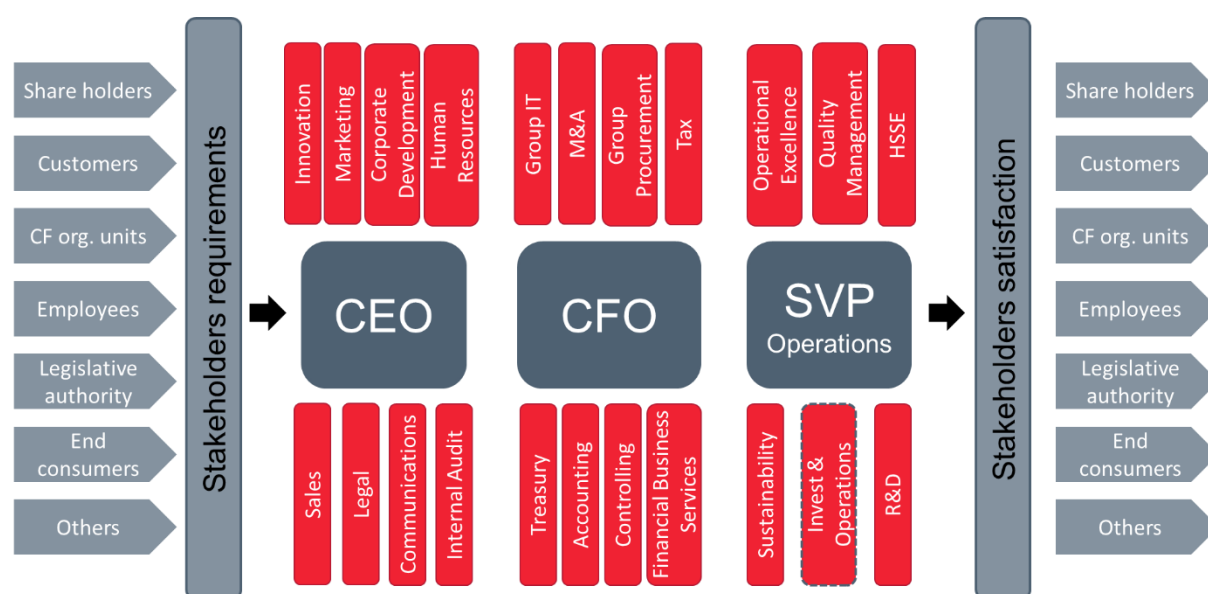 Share holders
Customers
CF org. units
Employees
Legislative
authority
End
consumers
Others
Stakeholders requirements
Innovation
Marketing
Corporate
Development
Human
Resources
CEO
Sales
Legal
Communications
Internal Audit
Group IT
M&A
Group
Procurement
Tax
CFO
Treasury
Accounting
Controlling
Financial Business
Services
Operational
Excellence
Quality
Management
HSSE
SVP
Operations
Sustainability
Invest &
Operations
R&D
Stakeholders satisfaction
Share holders
Customers
CF org. units
Employees
Legislative
authority
End
consumers
Others